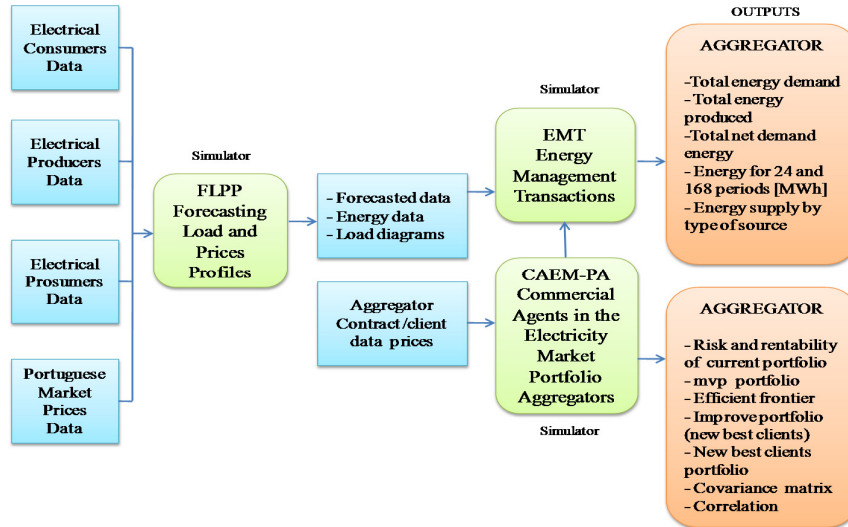 Electrical
Consumers
Data
Electrical
Producers
Data
Electrical
Prosumers
Data
Portuguese
Market
Prices
Data
Simulator
FLPP
Forecasting
Load and
Prices
Profiles
- Forecasted data
- Energy data
- Load diagrams
Aggregator
Contract/client
data prices
Simulator
EMT
Energy
Management
Transactions
CAEM-PA
Commercial
Agents in the
Electricity
Market
Portfolio
Aggregators
Simulator
OUTPUTS
AGGREGATOR
-Total energy demand
- Total energy
produced
-Total net demand
energy
- Energy for 24 and
168 periods [MWh]
- Energy supply by
type of source
AGGREGATOR
- Risk and rentability
of current portfolio
- mvp portfolio
- Efficient frontier
- Improve portfolio
(new best clients)
- New best clients
portfolio
- Covariance matrix
- Correlation